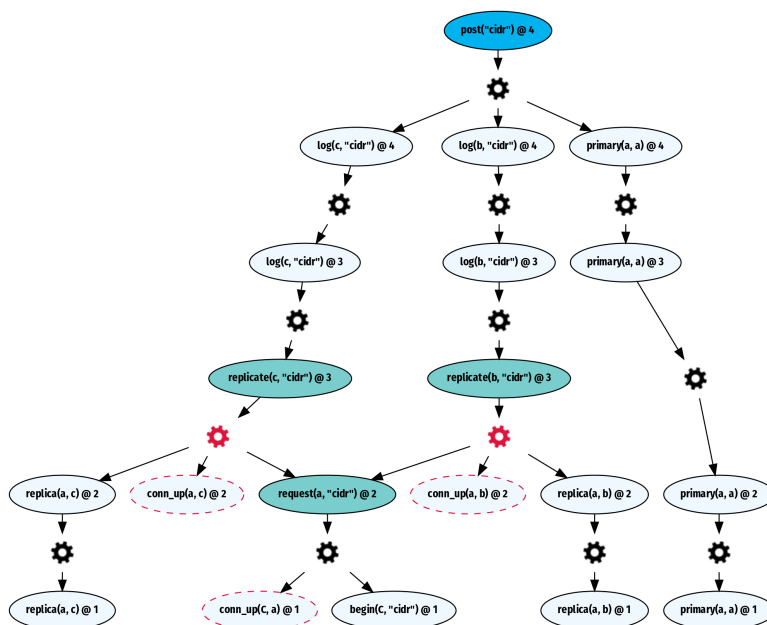 post("cidr") @ 4
log(c, "cidr") @ 4
log(b, "cidr") @ 4
primary(a, a) @ 4
log(c, "cidr") @ 3
log(b, "cidr") @ 3
primary(a, a) @ 3
replicate(c, "cidr") @ 3
replicate(b, "cidr") @ 3
replica(a, c) @ 2
conn_up(a, c) @ 2
request(a, "cidr") @ 2
conn_up(a, b) @ 2
replica(a, b) @ 2
primary(a, a) @ 2
replica(a, c) @ 1
conn_up(C, a) @ 1
begin(C, "cidr") @ 1
replica(a, b) @ 1
primary(a, a) @ 1